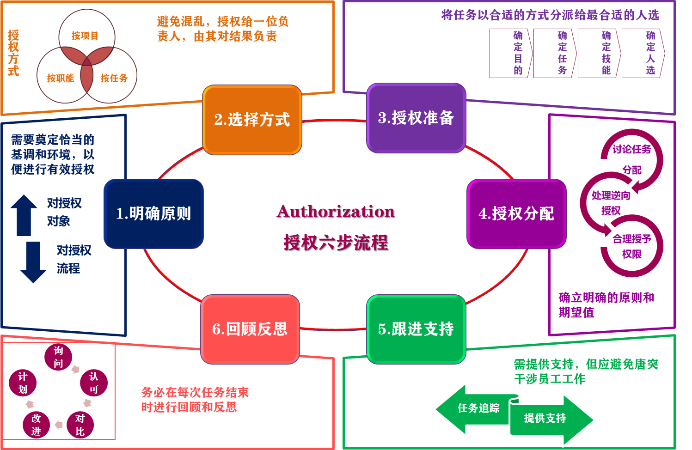 授权方式
按项目
按职能
按任务
避免混乱，授权给一位负
责人，由其对结果负责
将任务以合适的方式分派给最合适的人选
确定目的
确定任务
确定技能
确定人选
2.选择方式
3.授权准备
需要奠定恰当的
基调和环境，以
便进行有效授权
对授权
对象
对授权
流程
1.明确原则
Authorization
授权六步流程
4.授权分配
讨论任务
分配
处理逆向
授权
合理授予
权限
确立明确的原则和
期望值
6.回顾反思
5.跟进支持
询问
认可
对比
改进
计划
务必在每次任务结束
时进行回顾和反思
需提供支持，但应避免唐突
干涉员工工作
任务追踪
提供支持